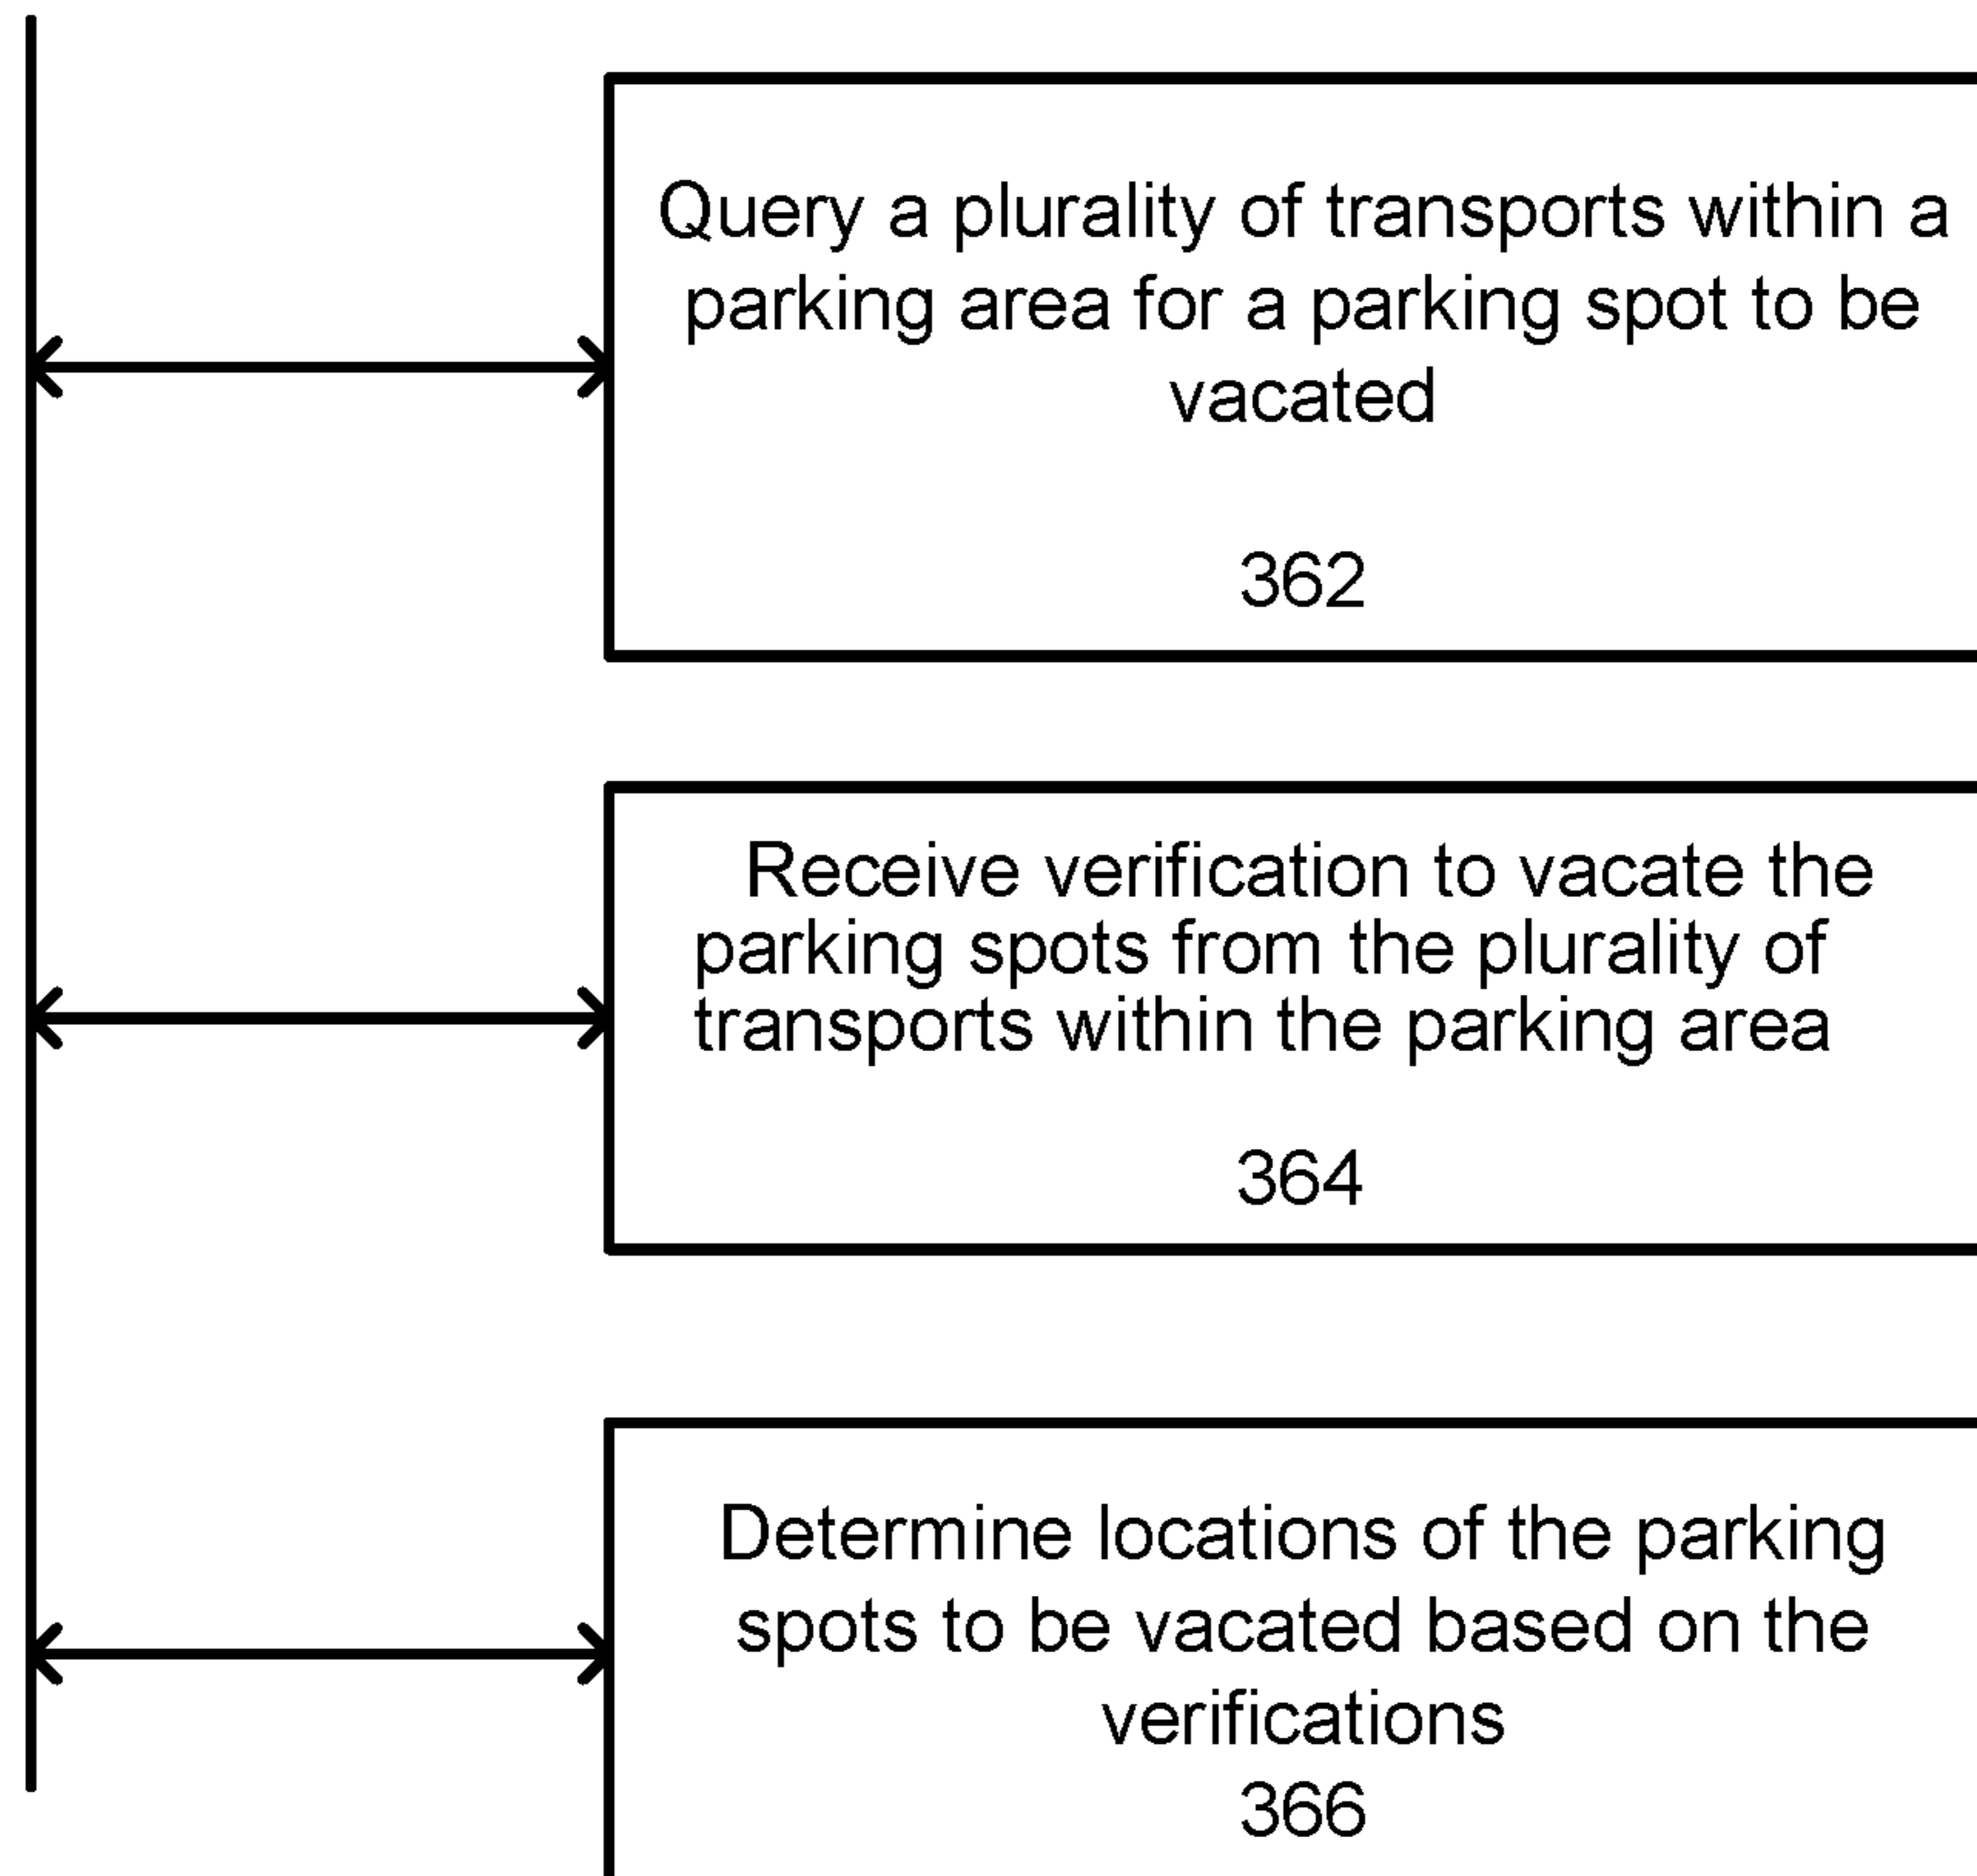 Query a plurality of transports within a
parking area for a parking spot to be
vacated
362
Receive verification to vacate the
parking spots from the plurality of
transports within the parking area
364
Determine locations of the parking
spots to be vacated based on the
verifications
366